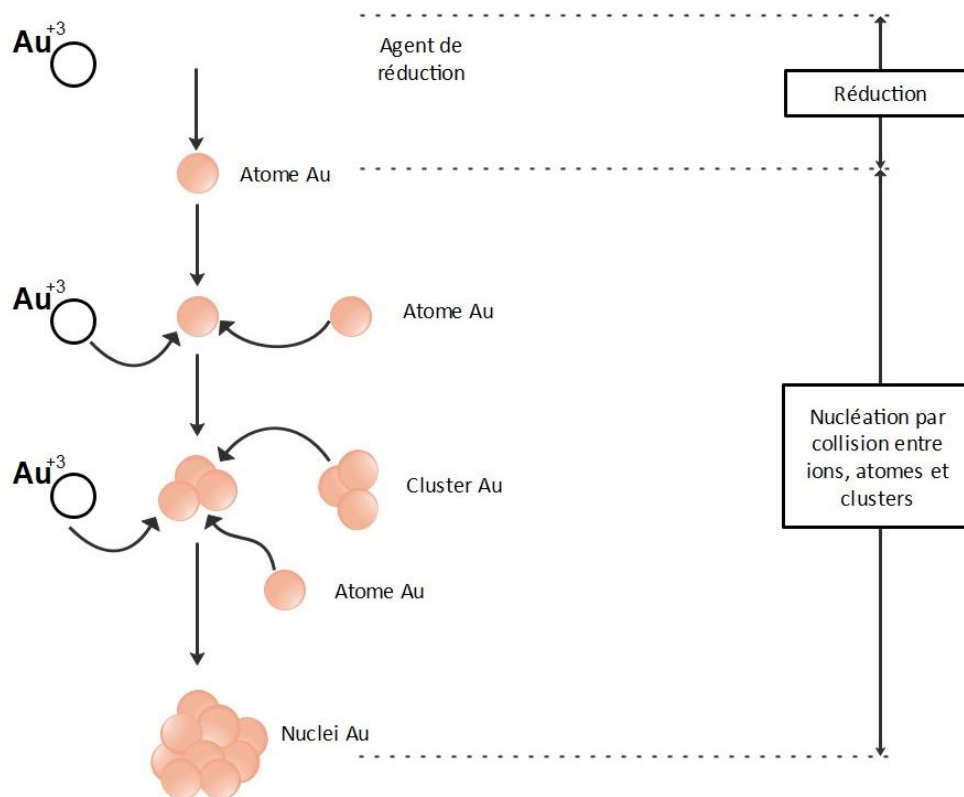 Au+3
Agent de
réduction
Réduction
Atome Au
Au+3
Atome Au
Nucléation par
collision entre
ions, atomes et
clusters
Au+3
Cluster Au
Atome Au
Nuclei Au